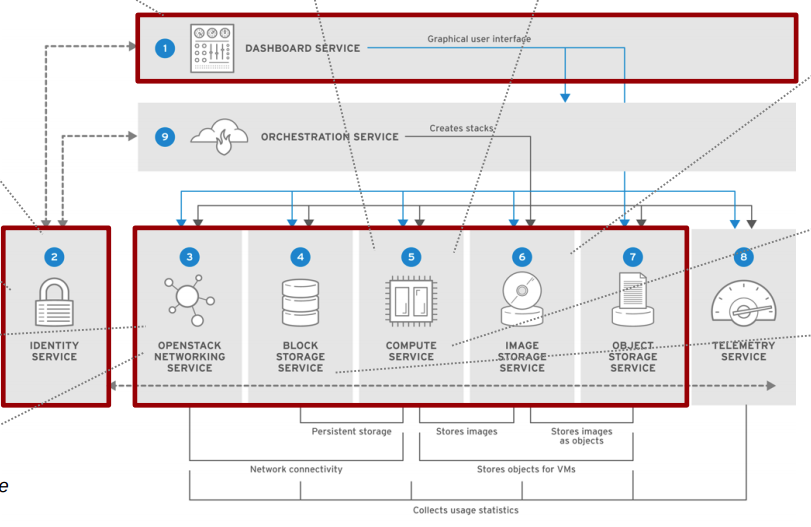 1
DASHBOARD SERVICE
Graphical user interface
9
ORCHESTRATION SERVICE
Creates stacks
2
IDENTITY
SERVICE
3
OPENSTACK
NETWORKING
SERVICE
4
BLOCK
STORAGE
SERVICE
5
COMPUTE
SERVICE
6
IMAGE
STORAGE
SERVICE
7
OBJECT
STORAGE
SERVICE
8
TELEMETRY
SERVICE
Persistent storage
Stores images
Stores images
as objects
Network connectivity
Stores objects for VMs
e
Collects usage statistics